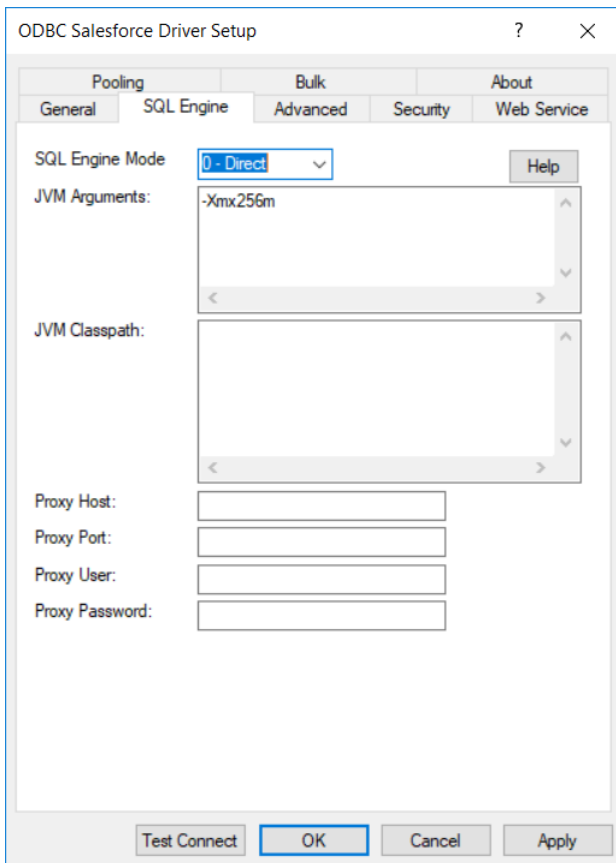 ODBC Salesforce Driver Setup ?
Pooling Bulk About
General SQL Engine Advanced Security Web Service
SQL Engine Mode 0 - Direct Help
JVM Arguments: -Xmx256m
JVM Classpath:
Proxy Host:
Proxy Port:
Proxy User:
Proxy Password:
Test Connect OK Cancel Apply